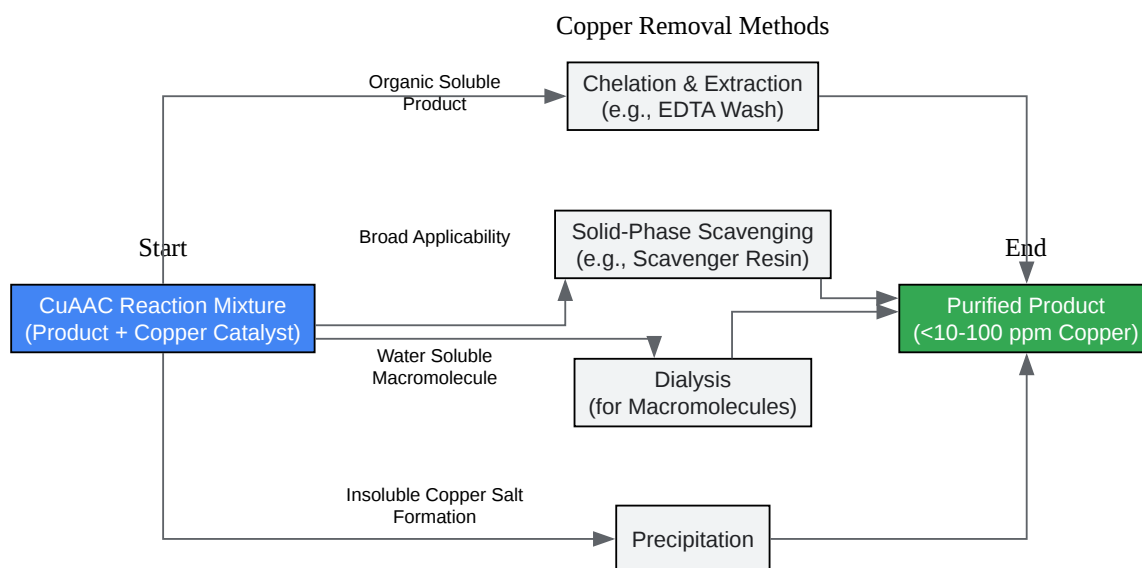 Copper Removal Methods
Organic Soluble
Product
Chelation & Extraction
(e.g., EDTA Wash)
Start
Broad Applicability
Solid-Phase Scavenging
(e.g., Scavenger Resin)
End
CuAAC Reaction Mixture
(Product + Copper Catalyst)
Purified Product
(<10-100 ppm Copper)
Water Soluble
Macromolecule
Dialysis
(for Macromolecules)
Insoluble Copper Salt
Formation
Precipitation